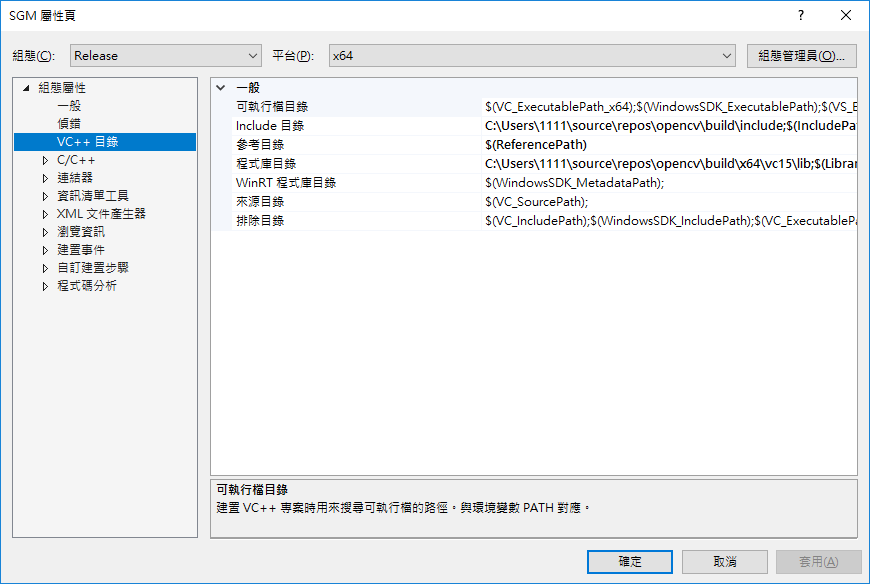 SGM 屬性頁
組態(C): Release 平台(P): x64 組態管理員(O)...
組態屬性
一般
偵錯
VC++ 目錄
C/C++
連結器
資訊清單工具
XML 文件產生器
瀏覽資訊
建置事件
自訂建置步驟
程式碼分析
一般
可執行檔目錄 $(VC_ExecutablePath_x64);$(WindowsSDK_ExecutablePath);$(VS_E
Include 目錄 C:\Users\1111\source\repos\opencv\build\include;$(IncludePa
參考目錄 $(ReferencePath)
程式庫目錄 C:\Users\1111\source\repos\opencv\build\x64\vc15\lib;$(Librar
WinRT 程式庫目錄 $(WindowsSDK_MetadataPath);
來源目錄 $(VC_SourcePath);
排除目錄 $(VC_IncludePath);$(WindowsSDK_IncludePath);$(VC_ExecutablePa
可執行檔目錄
建置 VC++ 專案時用來搜尋可執行檔的路徑。與環境變數 PATH 對應。
確定 取消 套用(A)